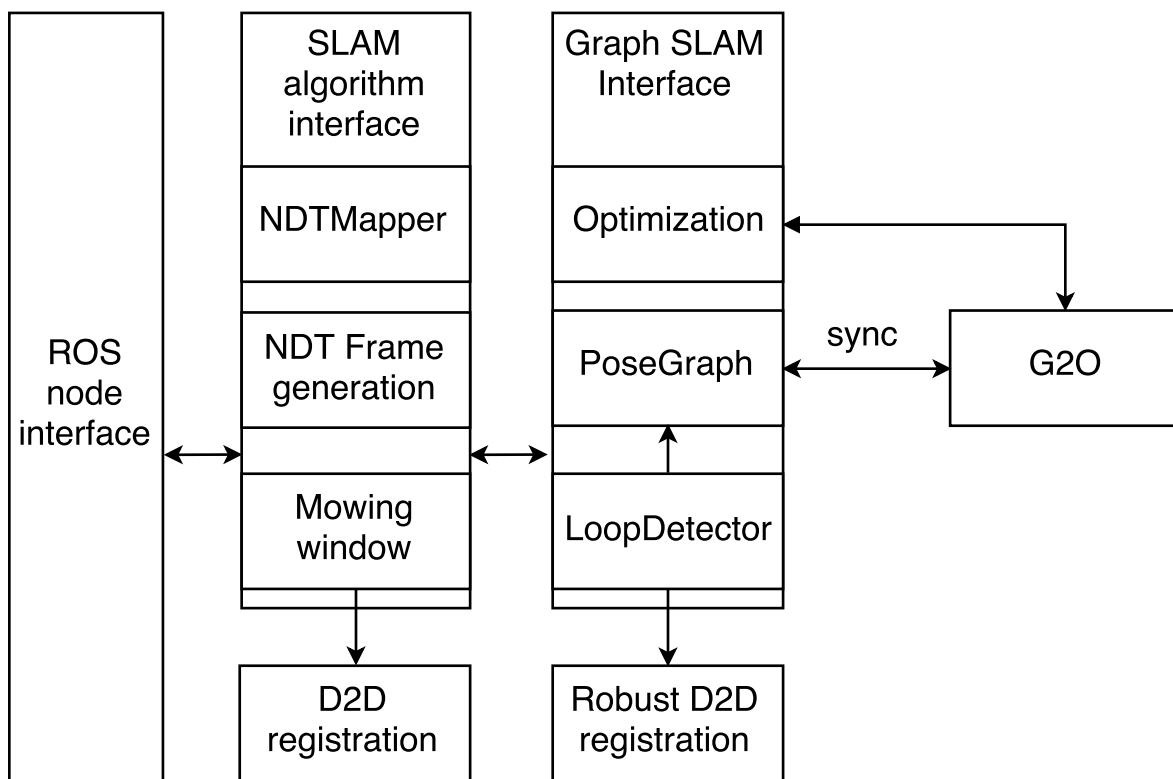 ROS
node
interface
SLAM
algorithm
interface
NDTMapper
NDT Frame
generation
Mowing
window
D2D
registration
Graph SLAM
Interface
Optimization
PoseGraph
LoopDetector
Robust D2D
registration
sync
G2O